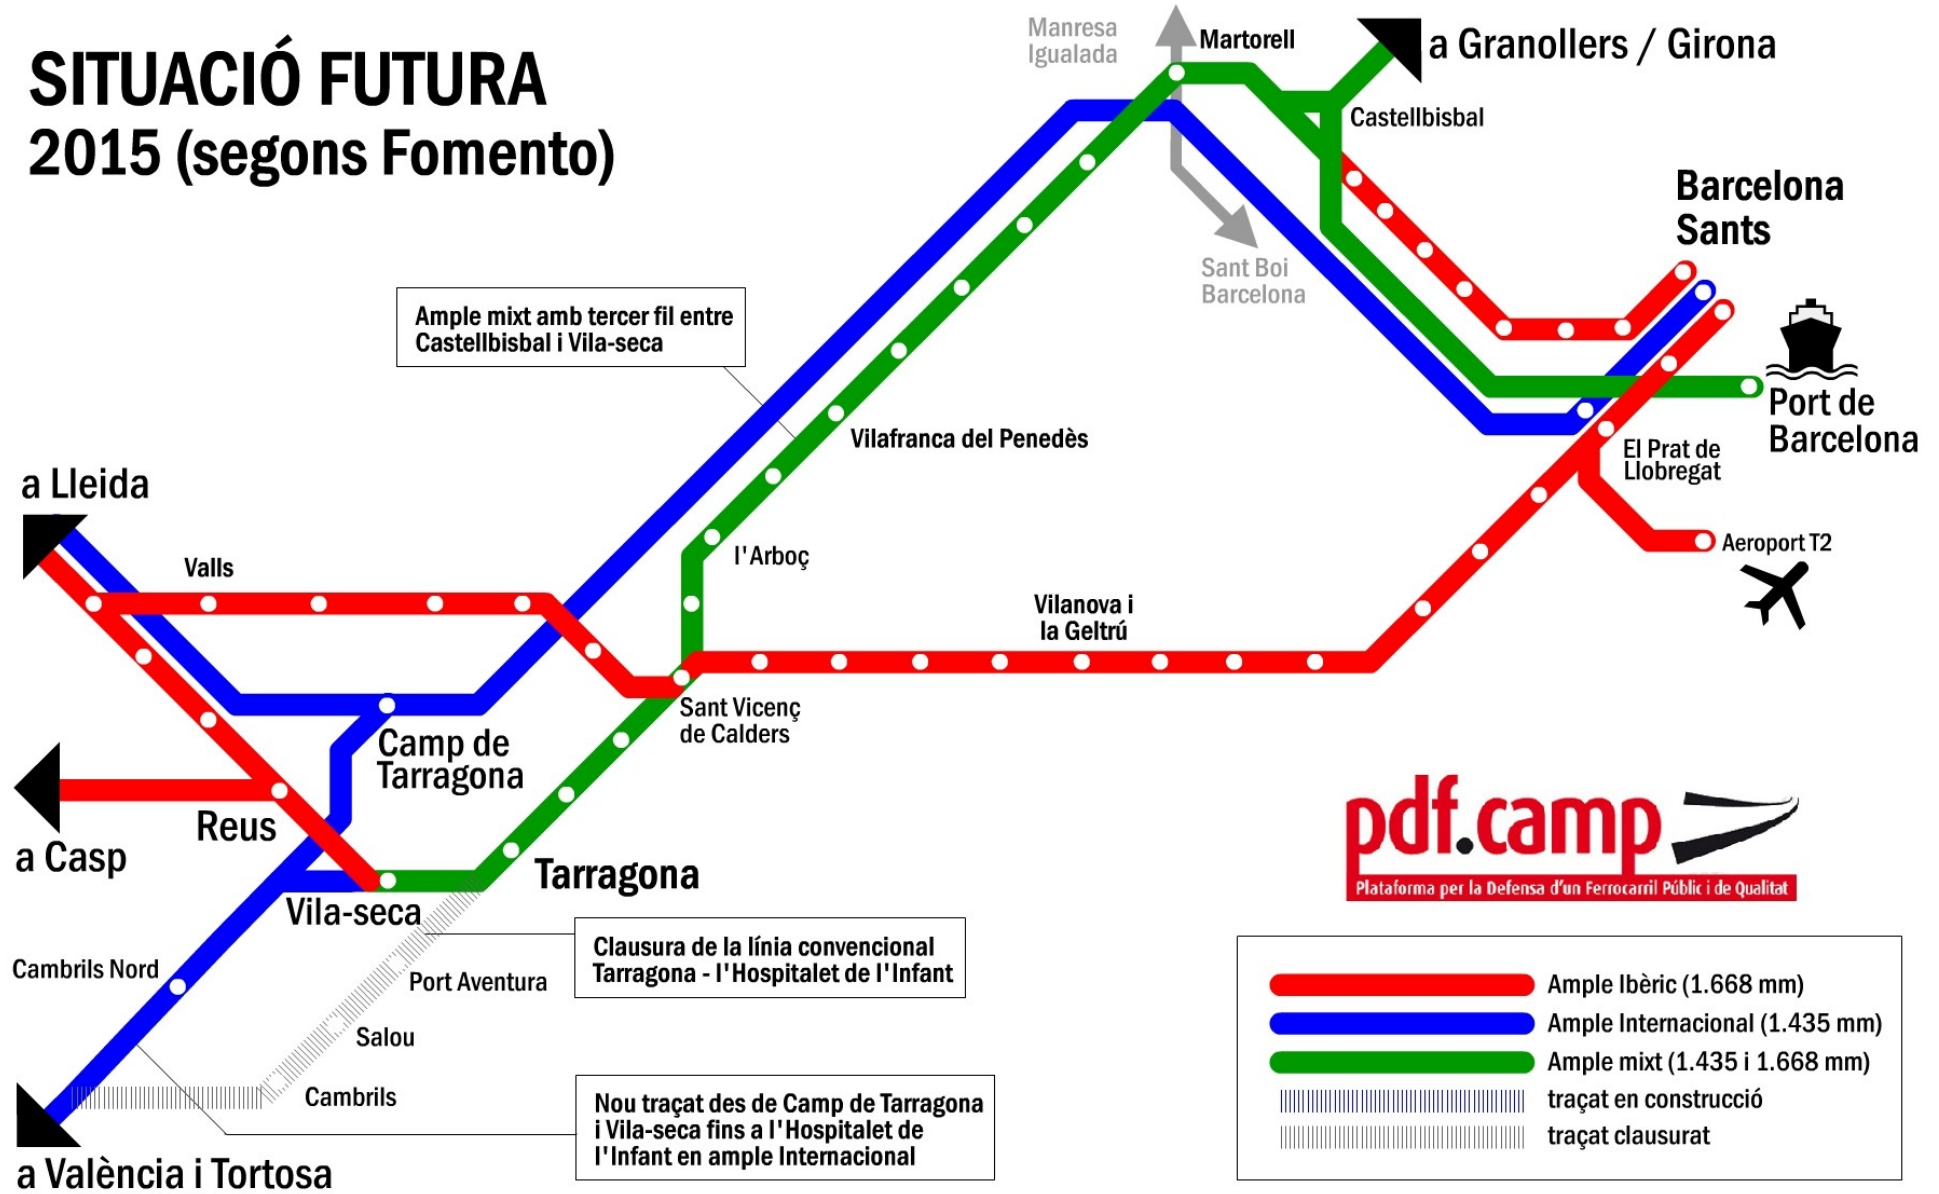 SITUACIÓ FUTURA
2015 (segons Fomento)
Manresa
Igualada
Martorell
a Granollers / Girona
Castellbisbal
Barcelona
Sants
Sant Boi
Barcelona
Ample mixt amb tercer fil entre
Castellbisbal i Vila-seca
Port de
Barcelona
Vilafranca del Penedès
El Prat de
Llobregat
a Lleida
Aeroport T2
l'Arboç
Valls
Vilanova i
la Geltrú
Sant Vicenç
de Calders
Camp de
Tarragona
Reus
a Casp
Tarragona
Vila-seca
pdf.camp
Plataforma per la Defensa d'un Ferrocarril Públic i de Qualitat
Clausura de la línia convencional
Tarragona - l'Hospitalet de l'Infant
Cambrils Nord
Port Aventura
Salou
Cambrils
Nou traçat des de Camp de Tarragona
i Vila-seca fins a l'Hospitalet de
l'Infant en ample Internacional
a València i Tortosa
Ample Ibèric (1.668 mm)
Ample Internacional (1.435 mm)
Ample mixt (1.435 i 1.668 mm)
traçat en construcció
traçat clausurat